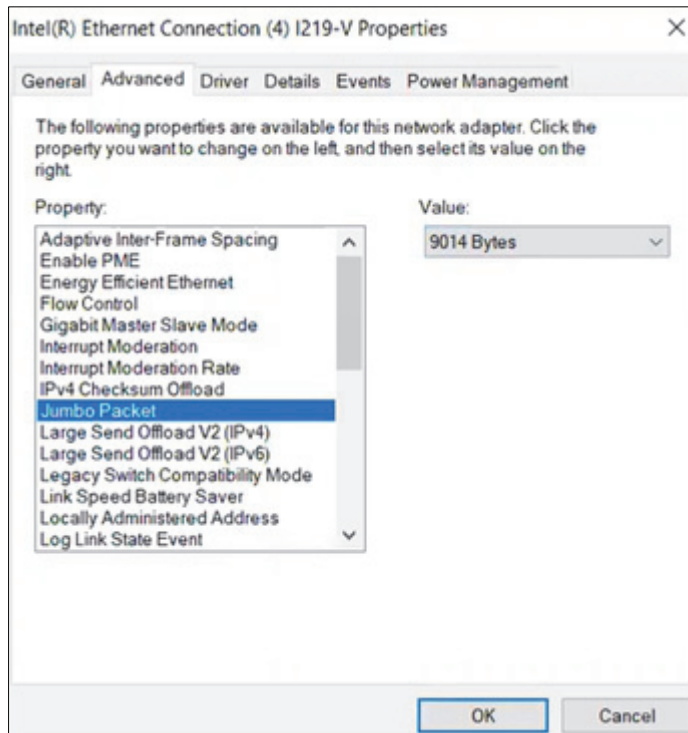 Intel(R) Ethernet Connection (4) I219-V Properties
General Advanced Driver Details Events Power Management
The following properties are available for this network adapter. Click the
property you want to change on the left, and then select its value on the
right.
Property:
Value:
Adaptive Inter-Frame Spacing
9014 Bytes
Enable PME
Energy Efficient Ethernet
Flow Control
Gigabit Master Slave Mode
Interrupt Moderation
Interrupt Moderation Rate
IPv4 Checksum Offload
Jumbo Packet
Large Send Offload V2 (IPv4)
Large Send Offload V2 (IPv6)
Legacy Switch Compatibility Mode
Link Speed Battery Saver
Locally Administered Address
Log Link State Event
OK
Cancel